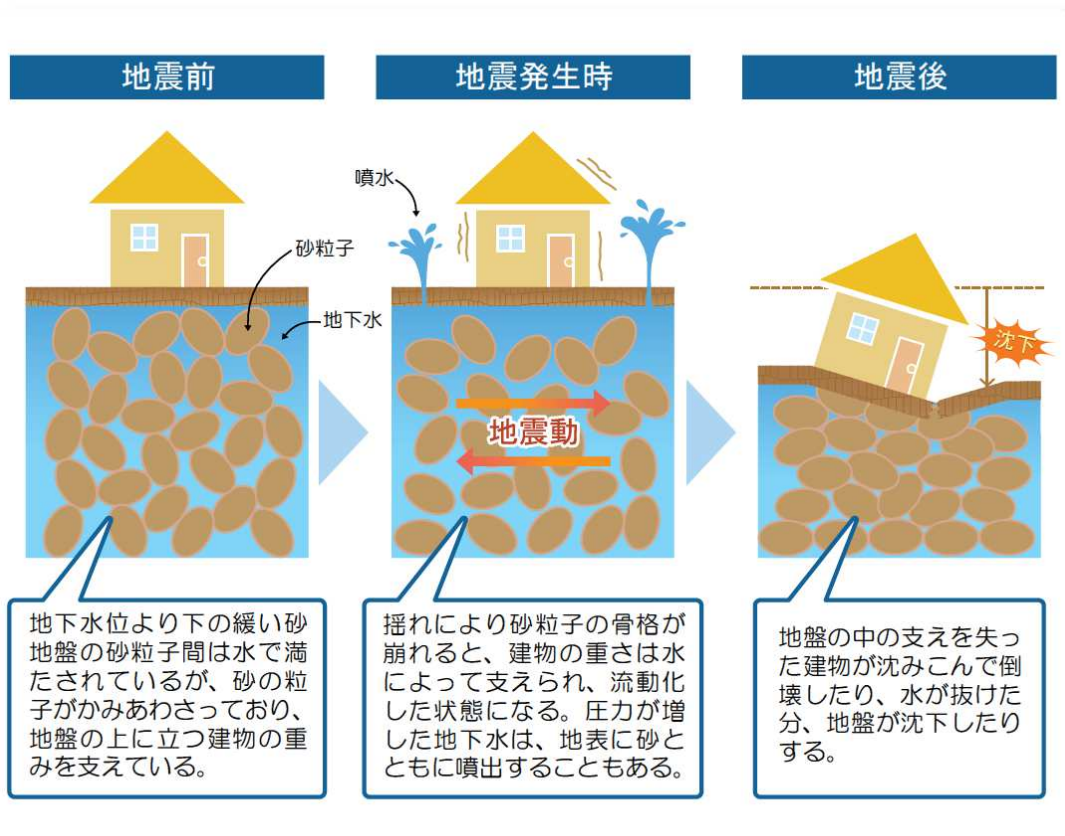 地震前
地震発生時
地震後
噴水
砂粒子
地下水
地震動
沈下
地下水位より下の緩い砂
地盤の砂粒子間は水で満
たされているが、砂の粒
子がかみあわさっており、
地盤の上に立つ建物の重
みを支えている。
揺れにより砂粒子の骨格が
崩れると、建物の重さは水
によって支えられ、流動化
した状態になる。圧力が増
した地下水は、地表に砂と
ともに噴出することもある。
地盤の中の支えを失っ
た建物が沈みこんで倒
壊したり、水が抜けた
分、地盤が沈下したり
する。